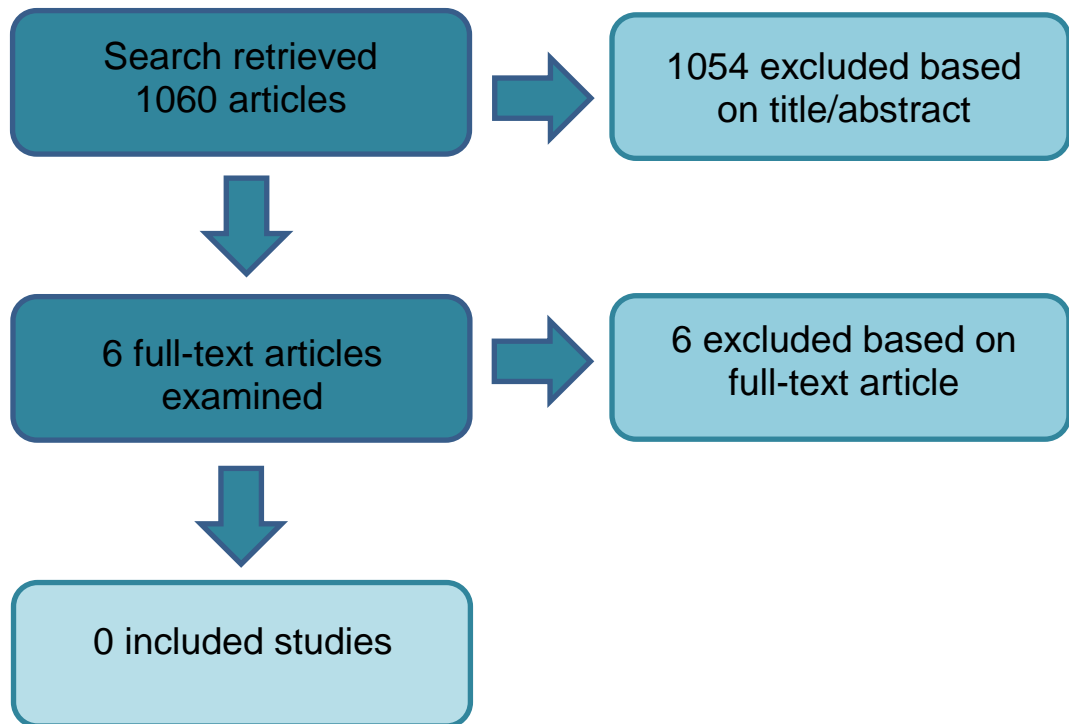 Search retrieved
1060 articles
1054 excluded based
on title/abstract
6 full-text articles
examined
6 excluded based on
full-text article
0 included studies